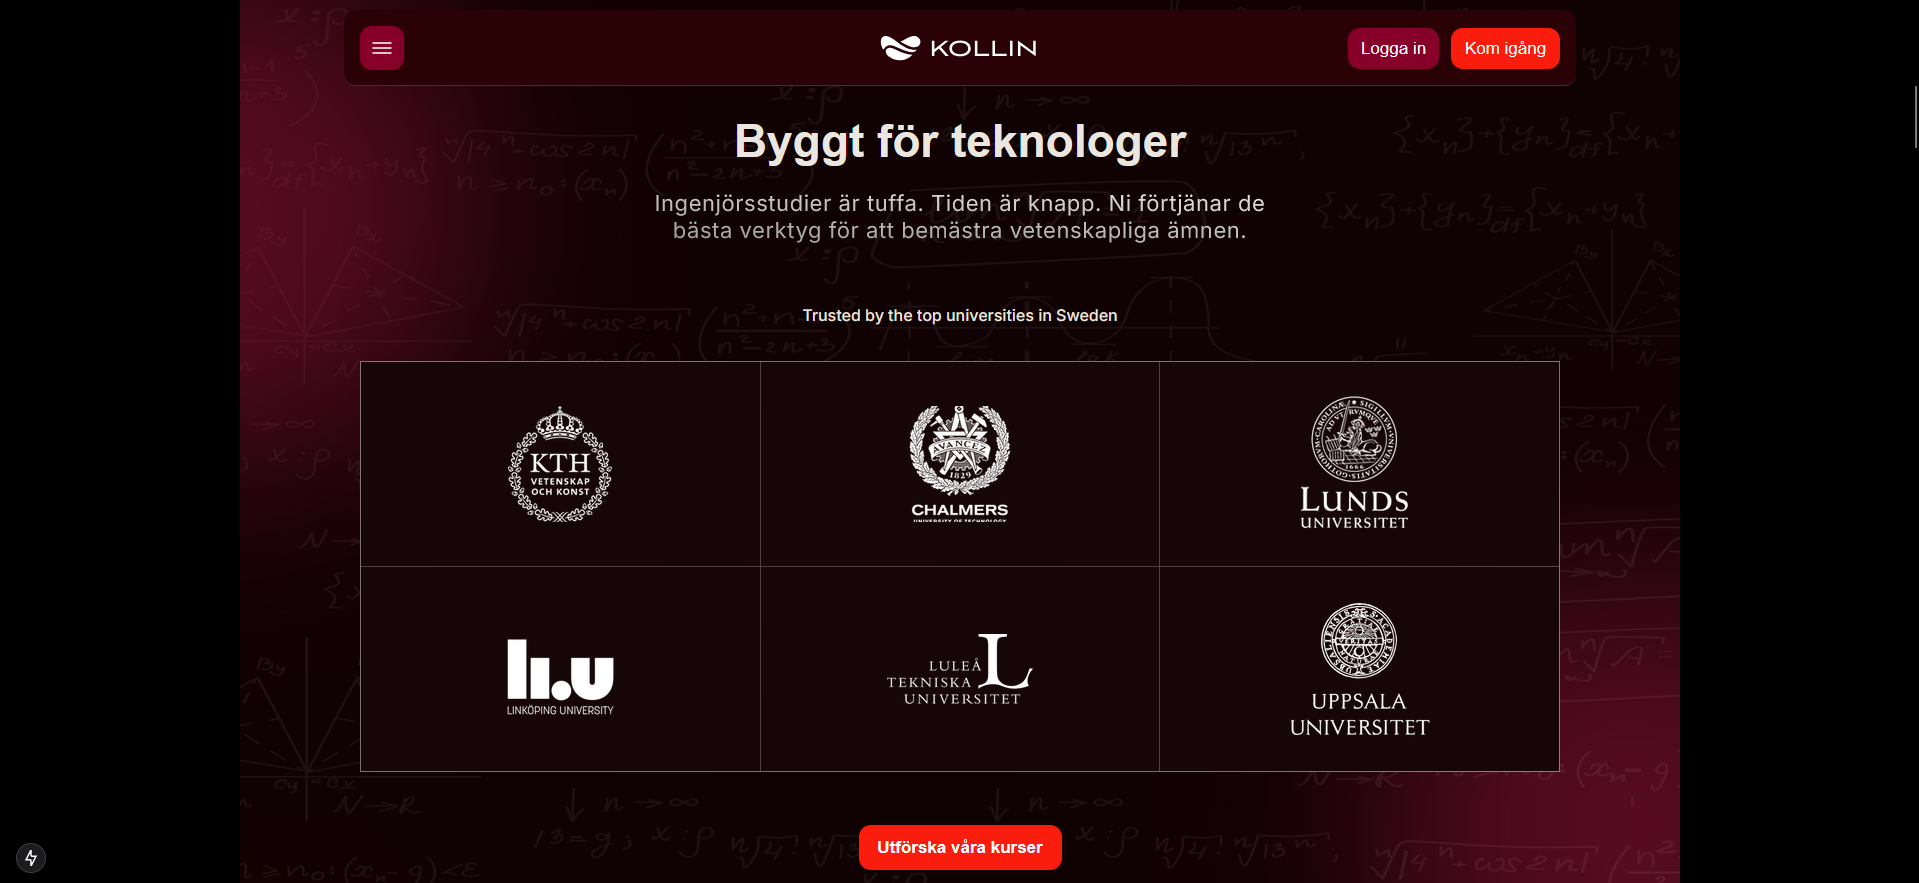 KOLLIN
Logga in
Kom igång
Byggt för teknologer
Ingenjörsstudier är tuffa. Tiden är knapp. Ni förtjänar de
bästa verktyg för att bemästra vetenskapliga ämnen.
Trusted by the top universities in Sweden
KTH
VETENSKAP
OCH KONST
AVANCEZ
1829
CHALMERS
UNIVERSITY OF TECHNOLOGY
1666
LUNDS
UNIVERSITET
li.u
LINKÖPING UNIVERSITY
LULEÅ
TEKNISKA
UNIVERSITET
L
UPPSALA
UNIVERSITET
Utförska våra kurser